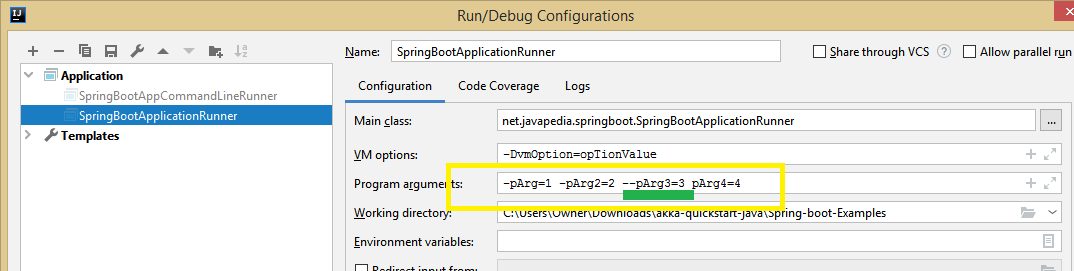 IJ
Run/Debug Configurations
Name: SpringBootApplicationRunner
Share through VCS ?
Allow parallel run
Application
SpringBootAppCommandLineRunner
SpringBootApplicationRunner
Templates
Configuration Code Coverage Logs
Main class: net.javapedia.springboot.SpringBootApplicationRunner ...
VM options: -DvmOption=opTionValue
Program arguments: -pArg=1 -pArg2=2 --pArg3=3 pArg4=4
Working directory: C:\Users\Owner\Downloads\akka-quickstart-java\Spring-boot-Examples
Environment variables:
Redirect input from: